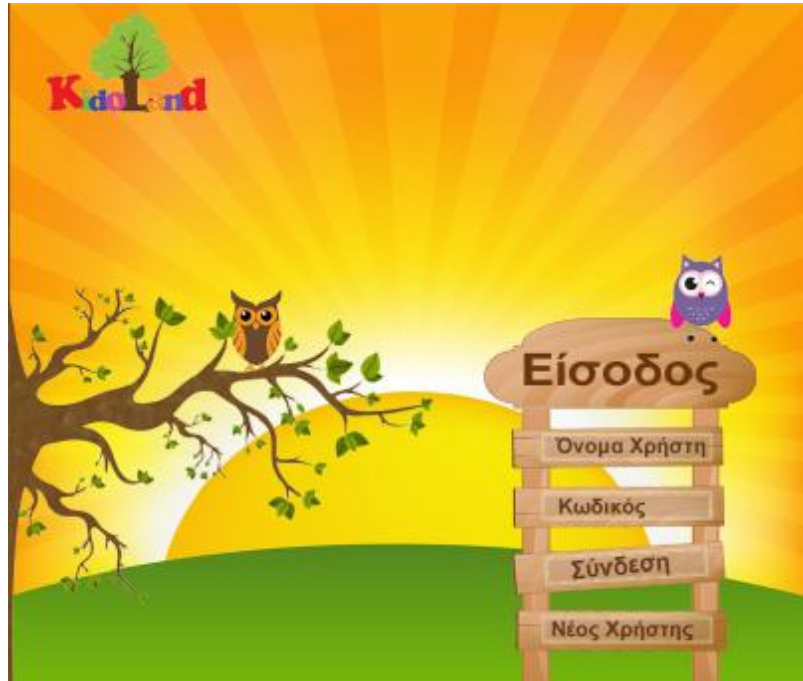 KidoLand
Είσοδος
Όνομα Χρήστη
Κωδικός
Σύνδεση
Νέος Χρήστης